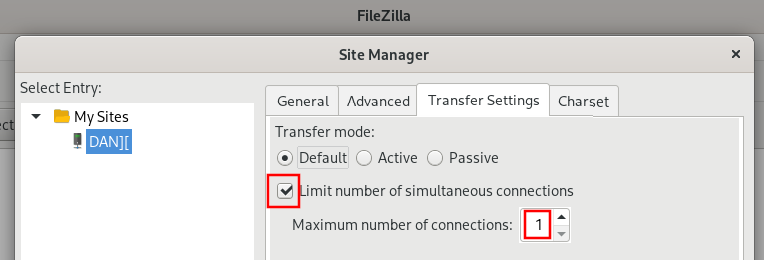 FileZilla
Site Manager
Select Entry:
My Sites
DAN][
General Advanced Transfer Settings Charset
Transfer mode:
Default Active Passive
Limit number of simultaneous connections
Maximum number of connections: 1